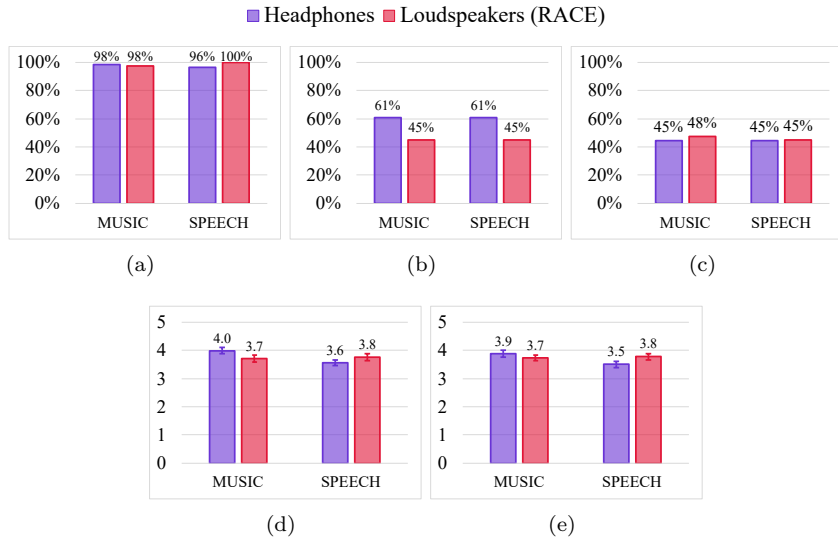 Headphones Loudspeakers (RACE)
100%
80%
60%
40%
20%
0%
98% 98% 96% 100%
MUSIC SPEECH
(a)
100%
80%
60%
40%
20%
0%
61% 45% 61% 45%
MUSIC SPEECH
(b)
100%
80%
60%
40%
20%
0%
45% 48% 45% 45%
MUSIC SPEECH
(c)
5
4
3
2
1
0
4.0 3.7 3.6 3.8
MUSIC SPEECH
(d)
5
4
3
2
1
0
3.9 3.7 3.5 3.8
MUSIC SPEECH
(e)